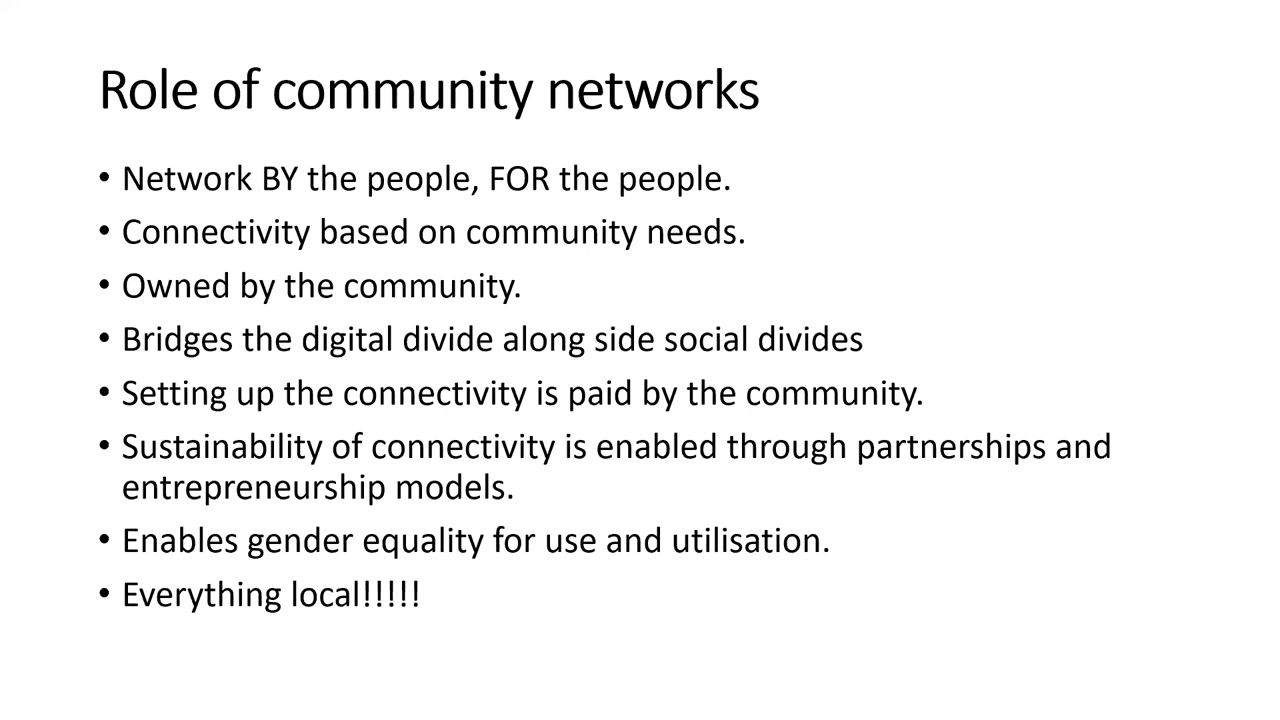 Role of community networks
• Network BY the people, FOR the people.
• Connectivity based on community needs.
• Owned by the community.
• Bridges the digital divide along side social divides
• Setting up the connectivity is paid by the community.
• Sustainability of connectivity is enabled through partnerships and
entrepreneurship models.
• Enables gender equality for use and utilisation.
• Everything local!!!!!